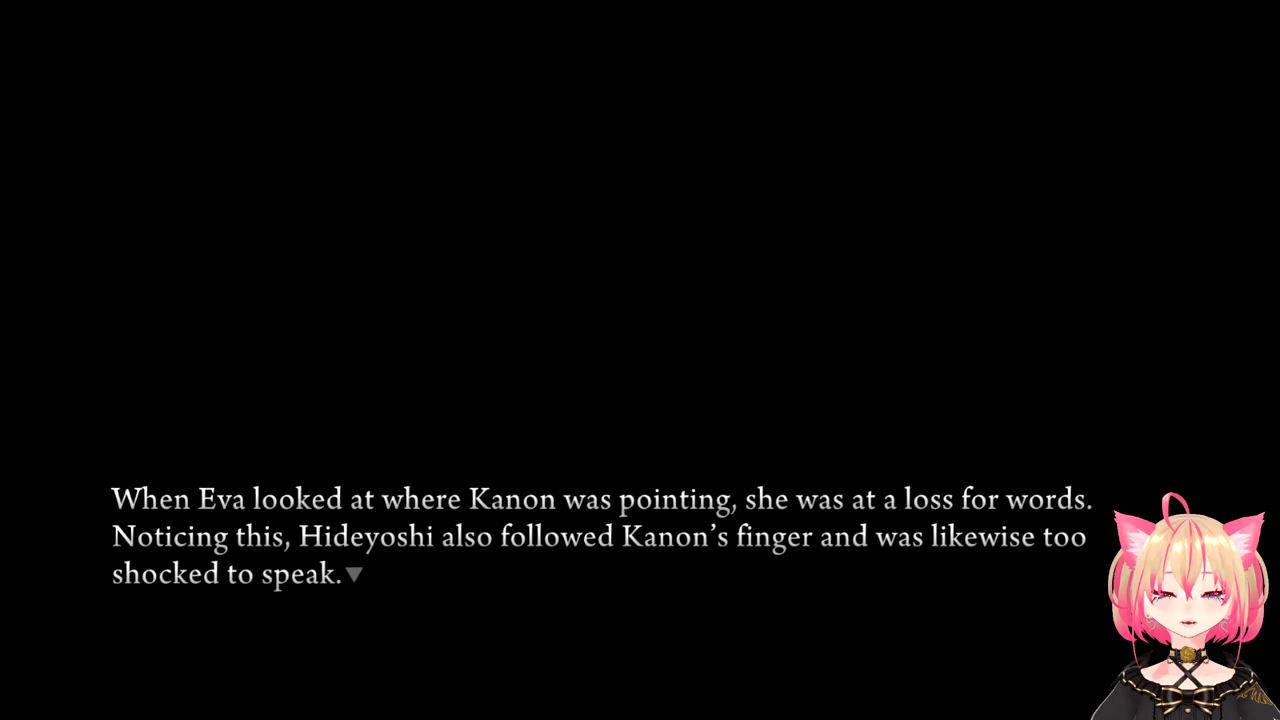 When Eva looked at where Kanon was pointing, she was at a loss for words.
Noticing this, Hideyoshi also followed Kanon’s finger and was likewise too
shocked to speak.